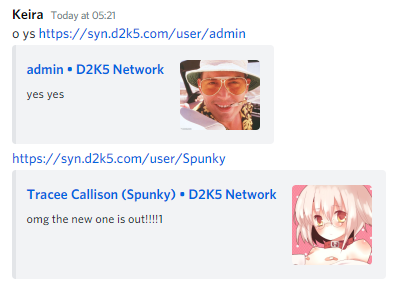 Keira Today at 05:21
o ys https://syn.d2k5.com/user/admin
admin • D2K5 Network
yes yes
https://syn.d2k5.com/user/Spunky
Tracee Callison (Spunky) • D2K5 Network
omg the new one is out!!!!1